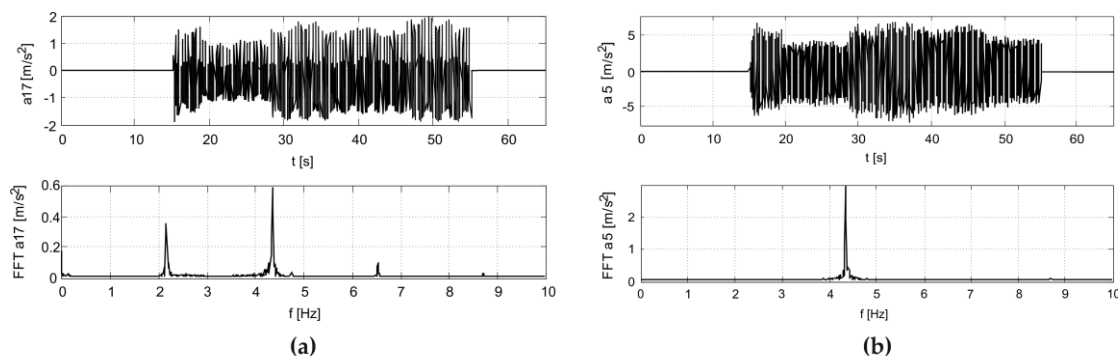 2
1
0
-1
-2
a17 [m/s²]
0 10 20 30 40 50 60
t [s]
0.6
0.4
0.2
0
FFT a17 [m/s²]
0 1 2 3 4 5 6 7 8 9 10
f [Hz]
(a)
5
0
-5
a 5 [m/s²]
0 10 20 30 40 50 60
t [s]
2
1
0
FFT a 5 [m/s²]
0 1 2 3 4 5 6 7 8 9 10
f [Hz]
(b)